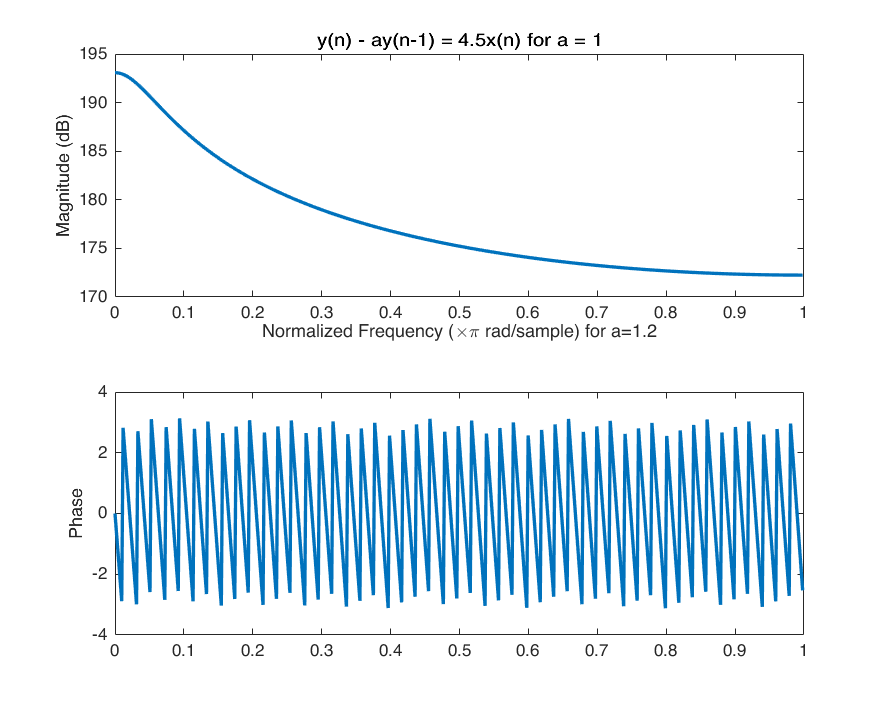 y(n) - ay(n-1) = 4.5x(n) for a = 1
195
190
185
180
175
170
Magnitude (dB)
0 0.1 0.2 0.3 0.4 0.5 0.6 0.7 0.8 0.9 1
Normalized Frequency (×π rad/sample) for a=1.2
4
2
0
-2
-4
Phase
0 0.1 0.2 0.3 0.4 0.5 0.6 0.7 0.8 0.9 1